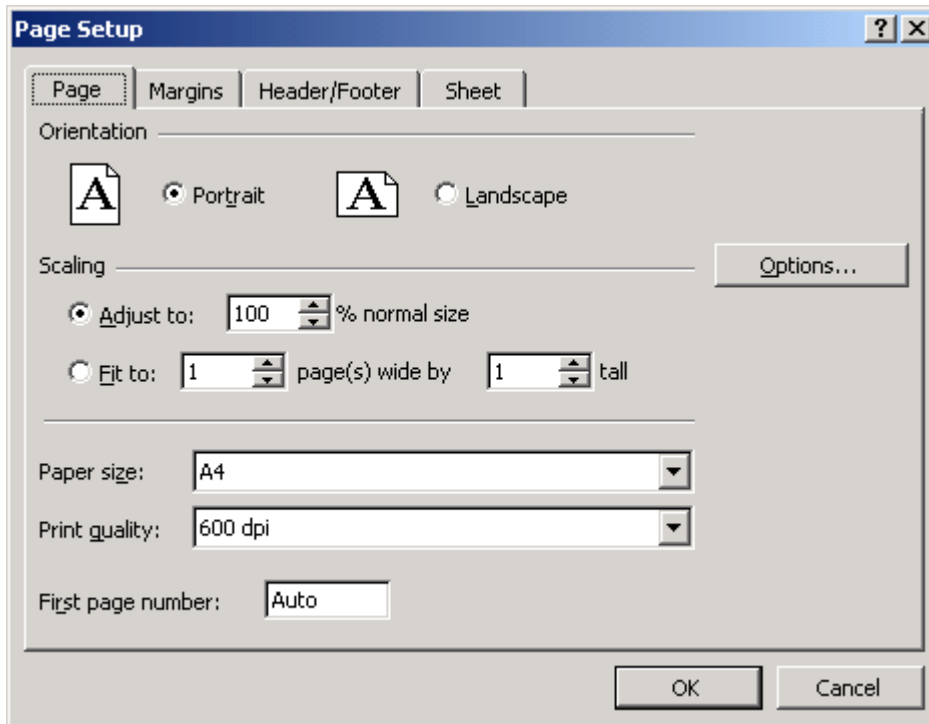 Page Setup
Page Margins Header/Footer Sheet
Orientation
A Portrait A Landscape
Scaling
Options...
Adjust to: 100 % normal size
Fit to: 1 page(s) wide by 1 tall
Paper size: A4
Print quality: 600 dpi
First page number: Auto
OK Cancel